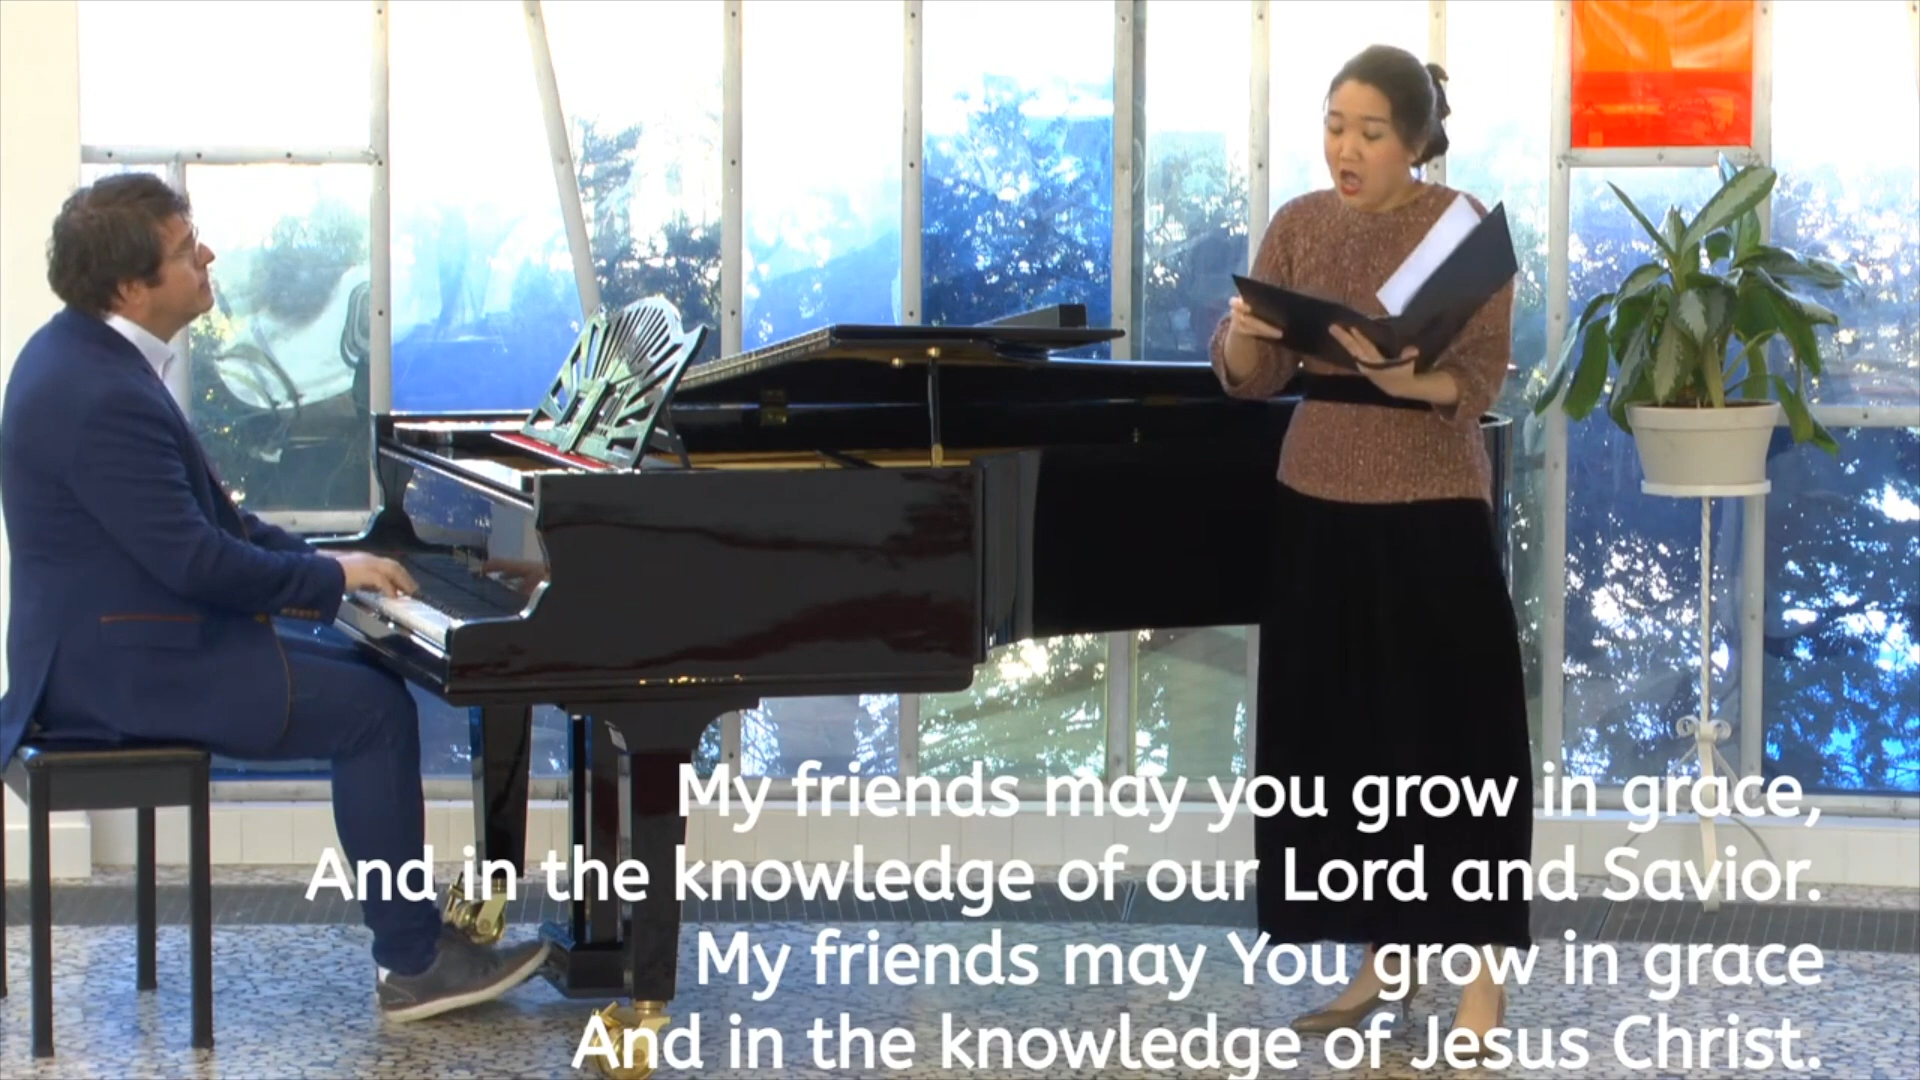 My friends may you grow in grace,
And in the knowledge of our Lord and Savior.
My friends may You grow in grace
And in the knowledge of Jesus Christ.